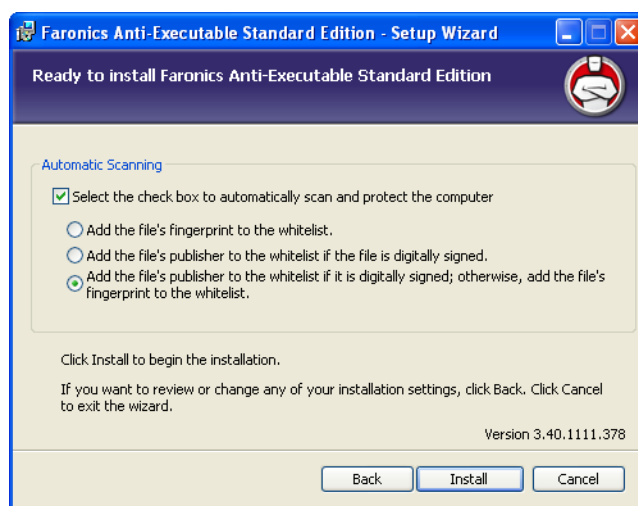 Faronics Anti-Executable Standard Edition - Setup Wizard
Ready to install Faronics Anti-Executable Standard Edition
Automatic Scanning
Select the check box to automatically scan and protect the computer
Add the file's fingerprint to the whitelist.
Add the file's publisher to the whitelist if the file is digitally signed.
Add the file's publisher to the whitelist if it is digitally signed; otherwise, add the file's
fingerprint to the whitelist.
Click Install to begin the installation.
If you want to review or change any of your installation settings, click Back. Click Cancel
to exit the wizard.
Version 3.40.1111.378
Back Install Cancel